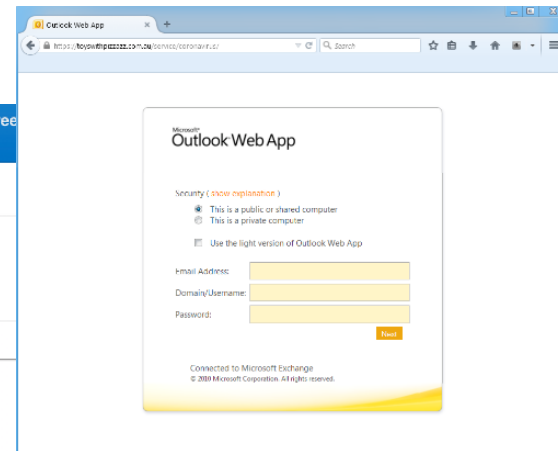 Outlook Web App
https://toyswithpizzazz.com.au/service/coronavirus/
Search
ree
Microsoft®
Outlook Web App
Security ( show explanation )
This is a public or shared computer
This is a private computer
Use the light version of Outlook Web App
Email Address:
Domain/Username:
Password:
Next
Connected to Microsoft Exchange
© 2010 Microsoft Corporation. All rights reserved.